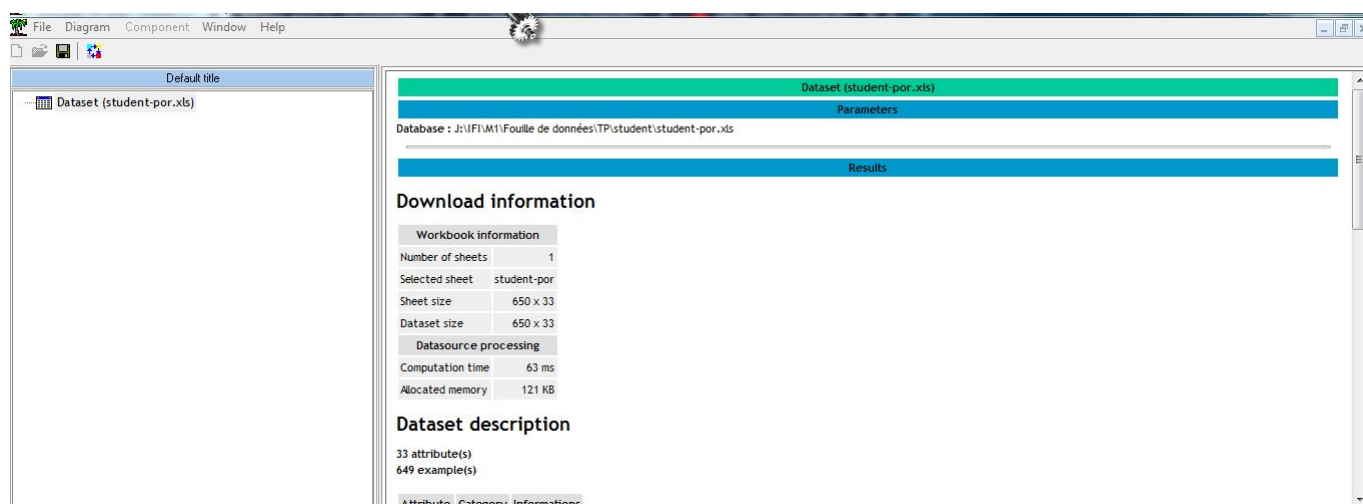 File Diagram Component Window Help
Default title
Dataset (student-por.xls)
Dataset (student-por.xls)
Parameters
Database : J:\IFI\M1\Fouille de données\TP\student\student-por.xls
Results
Download information
Workbook information
Number of sheets 1
Selected sheet student-por
Sheet size 650 x 33
Dataset size 650 x 33
Datasource processing
Computation time 63 ms
Allocated memory 121 KB
Dataset description
33 attribute(s)
649 example(s)
Attribute Category Informations